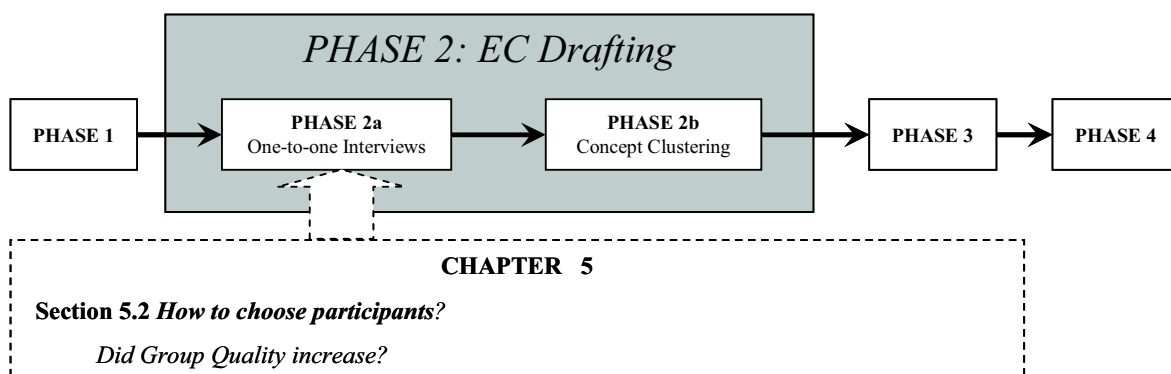 PHASE 2: EC Drafting
PHASE 1
PHASE 2a
One-to-one Interviews
PHASE 2b
Concept Clustering
PHASE 3
PHASE 4
CHAPTER 5
Section 5.2 How to choose participants?
Did Group Quality increase?